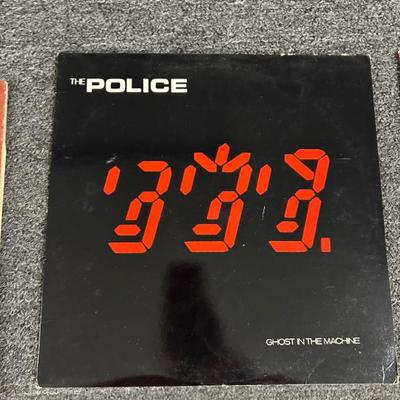 THE POLICE
GHOST IN THE MACHINE